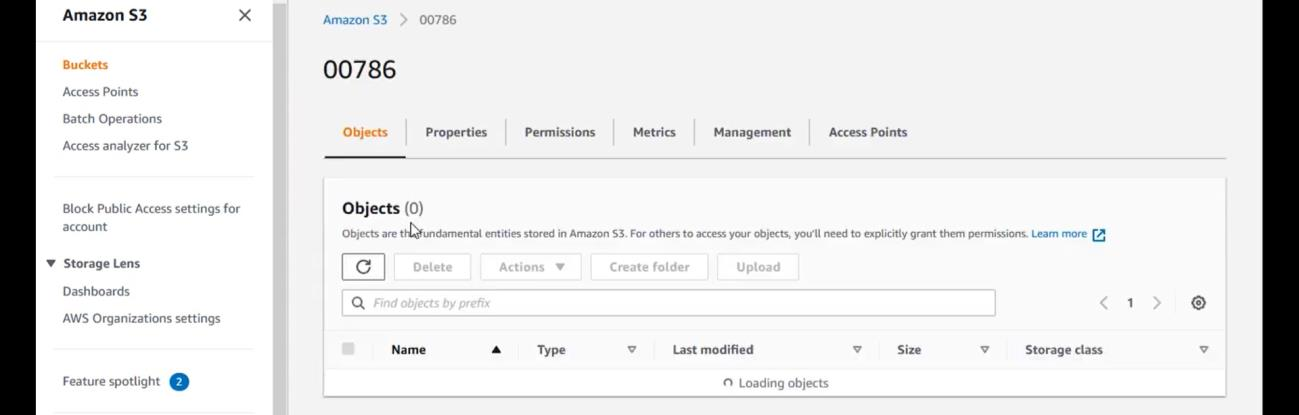 Amazon S3
Buckets
Access Points
Batch Operations
Access analyzer for S3
Block Public Access settings for
account
Storage Lens
Dashboards
AWS Organizations settings
Feature spotlight 2
Amazon S3 > 00786
00786
Objects Properties Permissions Metrics Management Access Points
Objects (0)
Objects are the fundamental entities stored in Amazon S3. For others to access your objects, you'll need to explicitly grant them permissions. Learn more
Delete Actions Create folder Upload
Find objects by prefix
1
Name Type Last modified Size Storage class
Loading objects